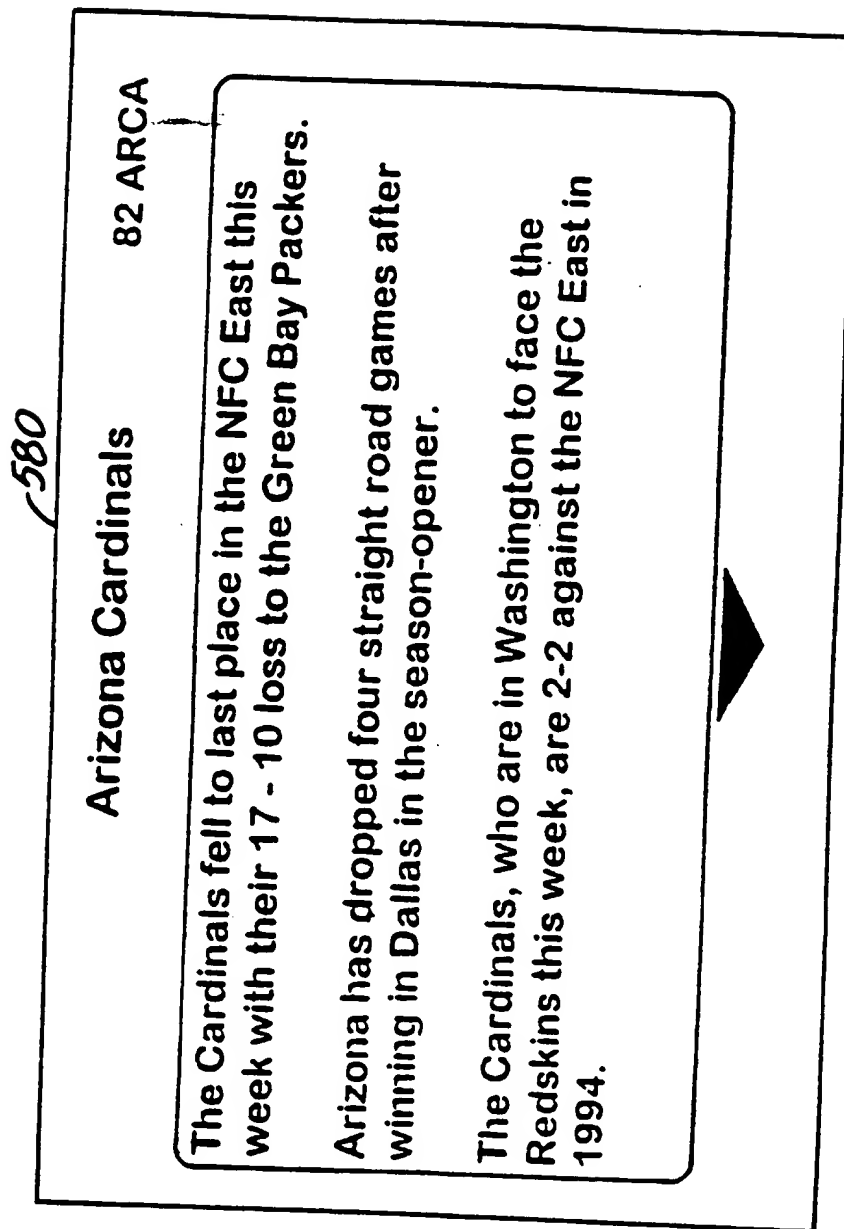 580
Arizona Cardinals 82 ARCA
The Cardinals fell to last place in the NFC East this
week with their 17 - 10 loss to the Green Bay Packers.
Arizona has dropped four straight road games after
winning in Dallas in the season-opener.
The Cardinals, who are in Washington to face the
Redskins this week, are 2-2 against the NFC East in
1994.